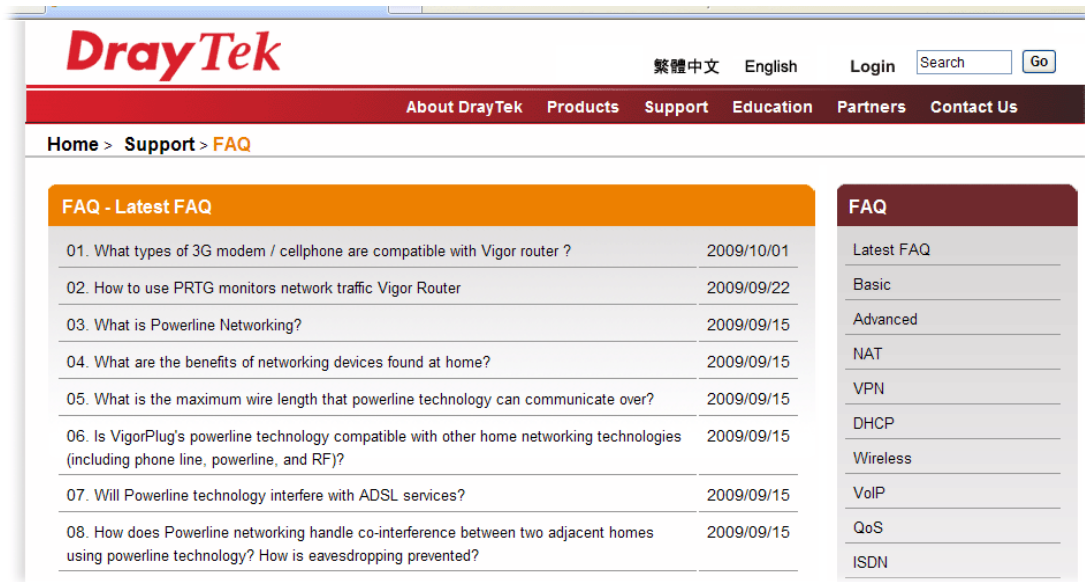 DrayTek
繁體中文 English Login Search Go
About DrayTek Products Support Education Partners Contact Us
Home > Support > FAQ
FAQ - Latest FAQ
01. What types of 3G modem / cellphone are compatible with Vigor router ? 2009/10/01
02. How to use PRTG monitors network traffic Vigor Router 2009/09/22
03. What is Powerline Networking? 2009/09/15
04. What are the benefits of networking devices found at home? 2009/09/15
05. What is the maximum wire length that powerline technology can communicate over? 2009/09/15
06. Is VigorPlug's powerline technology compatible with other home networking technologies 2009/09/15
(including phone line, powerline, and RF)?
07. Will Powerline technology interfere with ADSL services? 2009/09/15
08. How does Powerline networking handle co-interference between two adjacent homes 2009/09/15
using powerline technology? How is eavesdropping prevented?
FAQ
Latest FAQ
Basic
Advanced
NAT
VPN
DHCP
Wireless
VoIP
QoS
ISDN